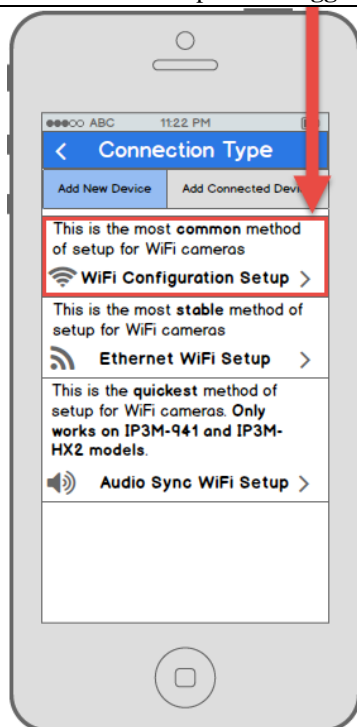 ABC 11:22 PM
< Connection Type
Add New Device Add Connected
This is the most common method
of setup for WiFi cameras
WiFi Configuration Setup >
This is the most stable method of
setup for WiFi cameras
Ethernet WiFi Setup >
This is the quickest method of
setup for WiFi cameras. Only
works on IP3M-941 and IP3M-
HX2 models.
Audio Sync WiFi Setup >